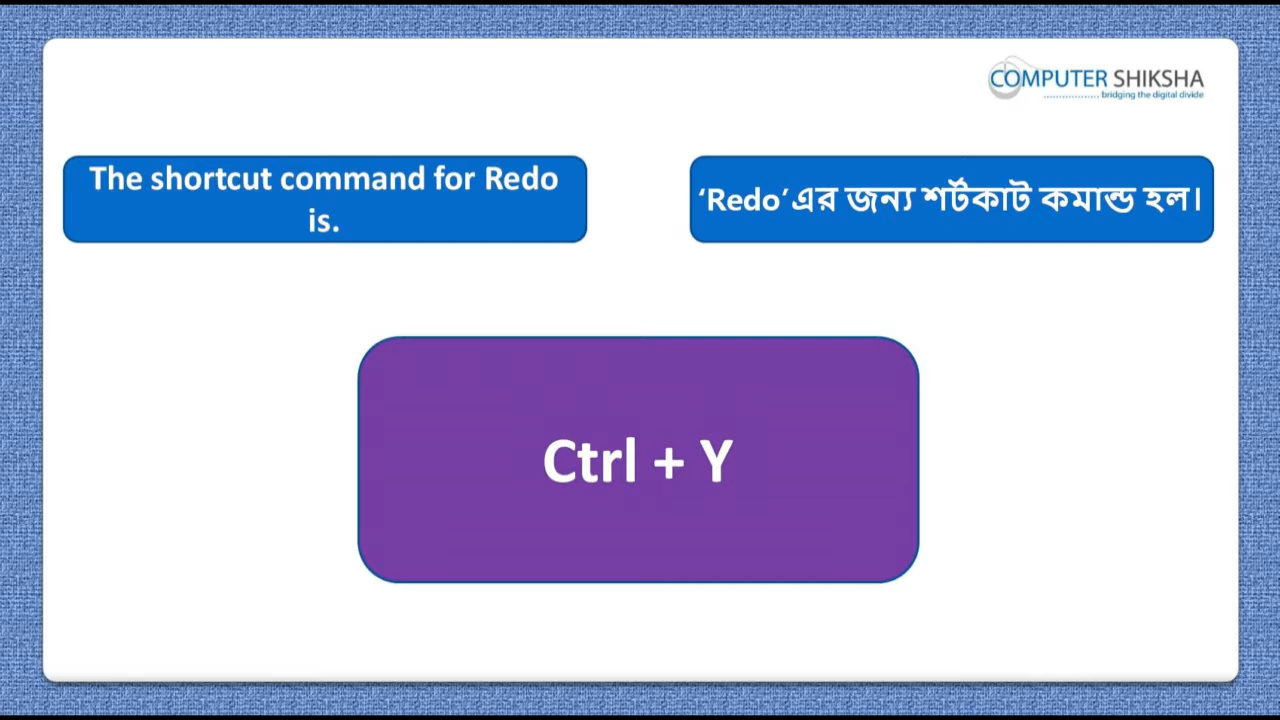 COMPUTER SHIKSHA
bridging the digital divide
The shortcut command for Redo
is.
‘Redo’এর জন্য শর্টকাট কমান্ড হল।
Ctrl + Y